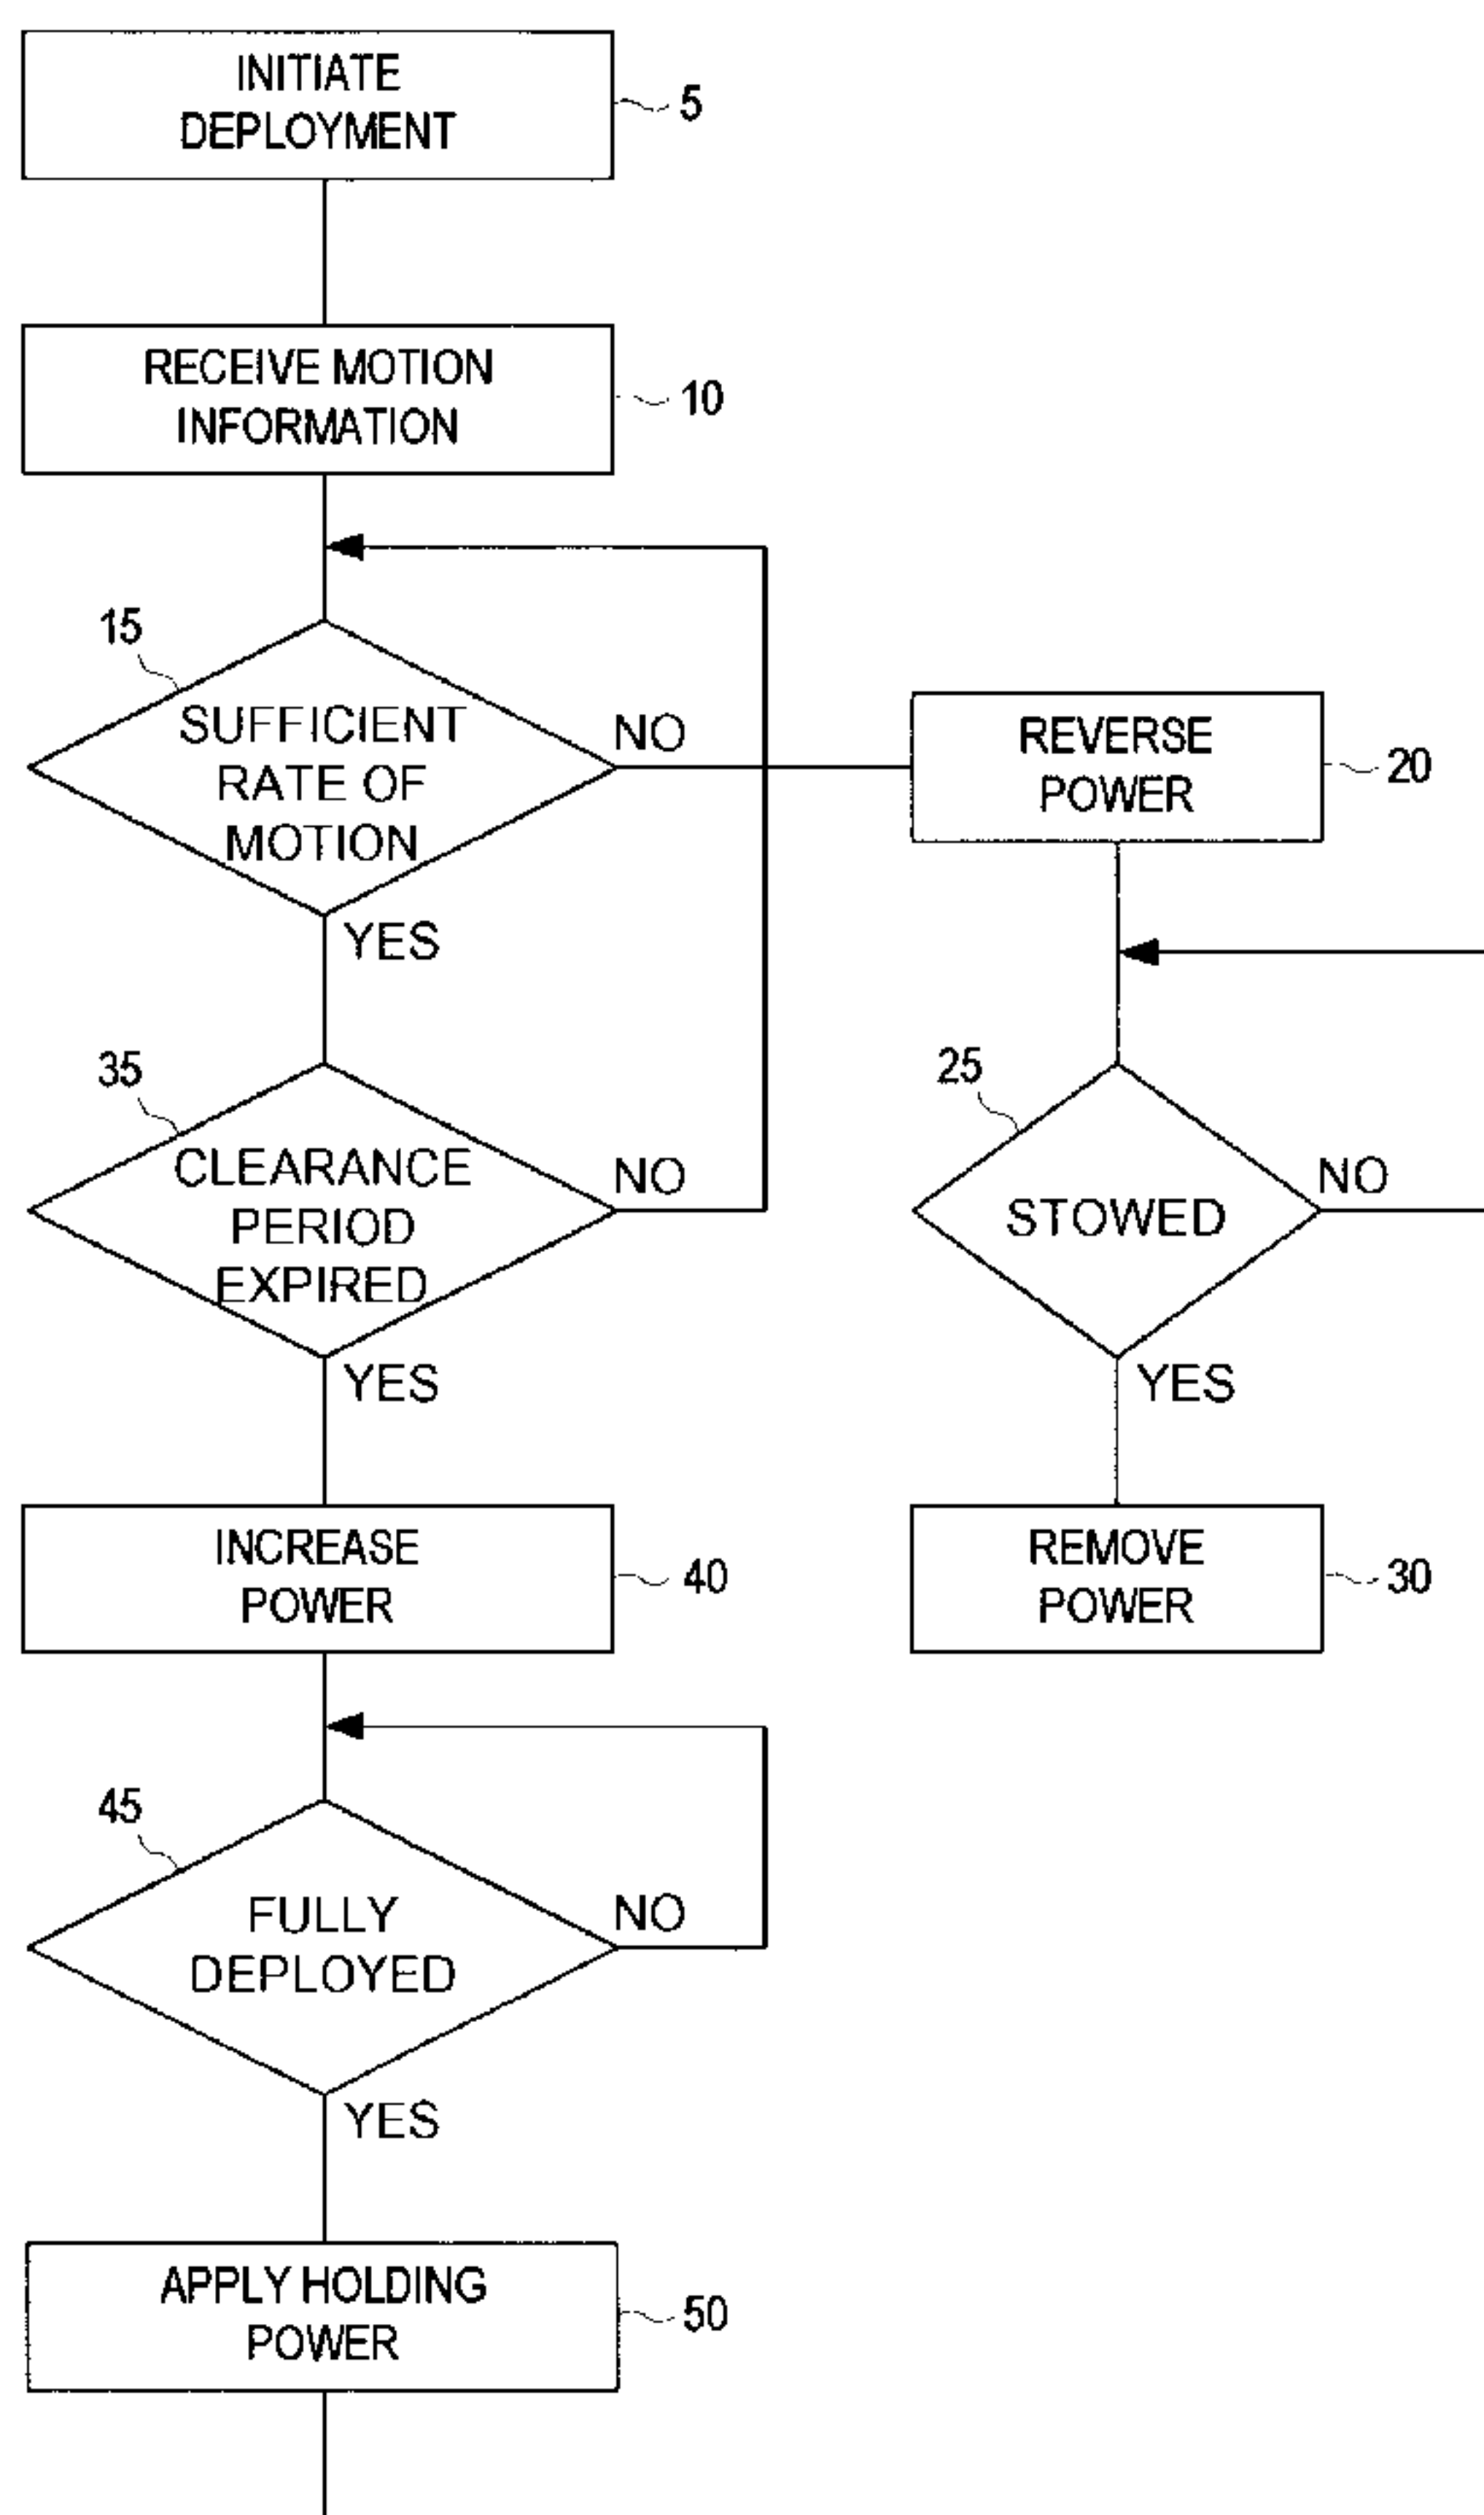 INITIATE
DEPLOYMENT
5
RECEIVE MOTION
INFORMATION
10
15
SUFFICIENT
RATE OF
MOTION
NO
YES
REVERSE
POWER
20
35
CLEARANCE
PERIOD
EXPIRED
NO
YES
25
STOWED
NO
YES
INCREASE
POWER
40
REMOVE
POWER
30
45
FULLY
DEPLOYED
NO
YES
APPLY HOLDING
POWER
50